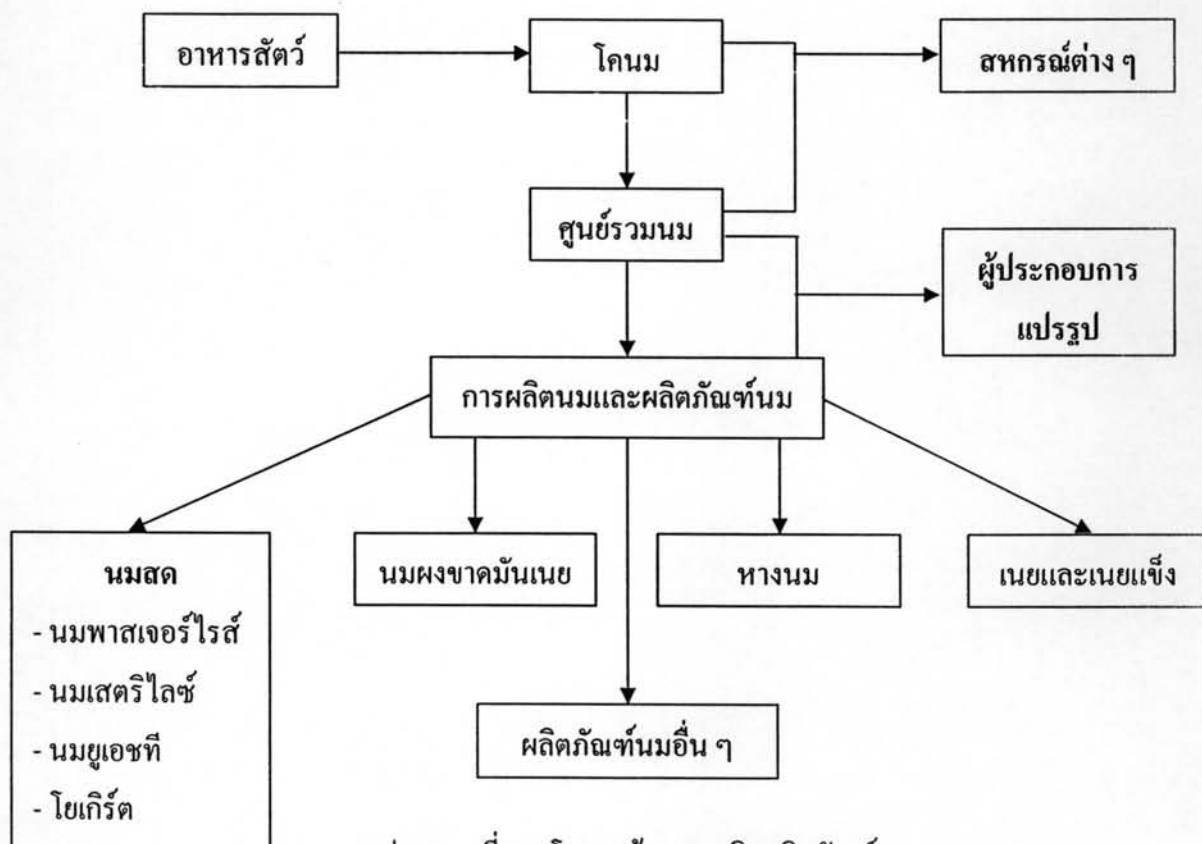 อาหารสัตว์
โคนม
สหกรณ์ต่าง ๆ
ศูนย์รวมนม
ผู้ประกอบการ
แปรรูป
การผลิตนมและผลิตภัณฑ์นม
นมสด
- นมพาสเจอร์ไรส์
- นมเสตริไลซ์
- นมยูเอชที
- โยเกิร์ต
นมผงขาดมันเนย
หางนม
เนยและเนยแข็ง
ผลิตภัณฑ์นมอื่น ๆ